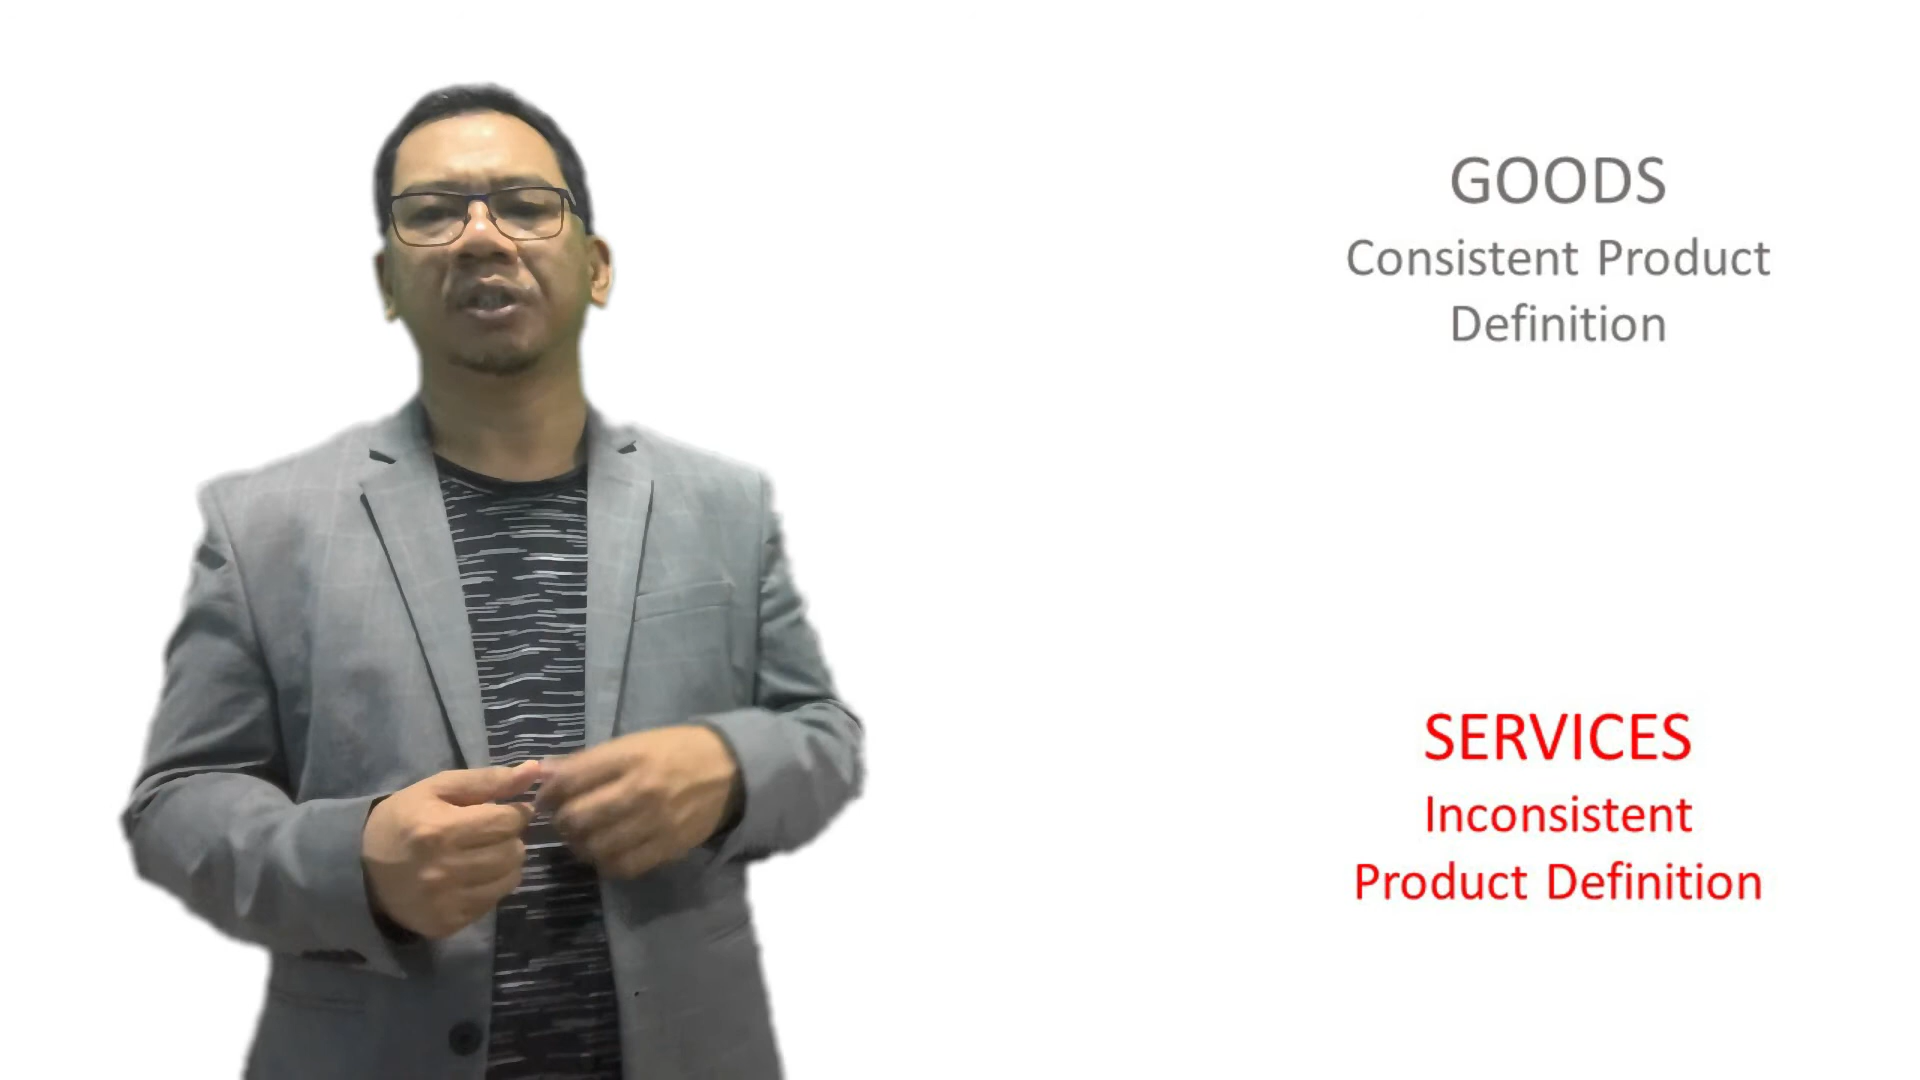 GOODS
Consistent Product
Definition
SERVICES
Inconsistent
Product Definition